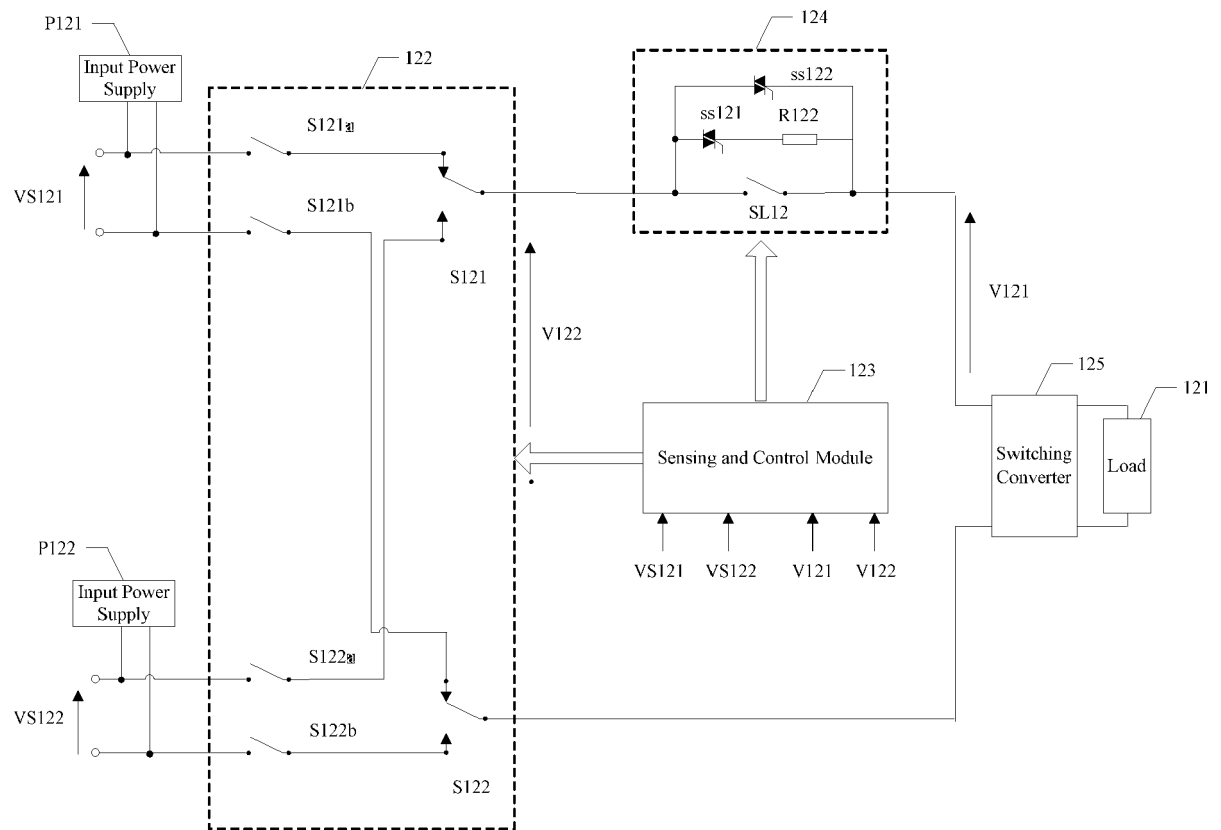 P121
Input Power
Supply
122
124
ss122
ss121
R122
S121a
VS121
S121b
SL12
S121
V122
V121
123
125
121
Sensing and Control Module
Switching
Converter
Load
P122
Input Power
Supply
VS121
VS122
V121
V122
S122a
VS122
S122b
S122